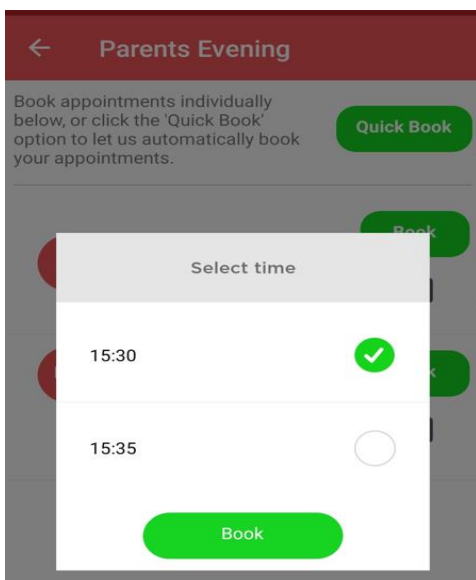 Parents Evening
Book appointments individually
below, or click the 'Quick Book'
option to let us automatically book
your appointments.
Quick Book
Book
Select time
15:30
15:35
Book